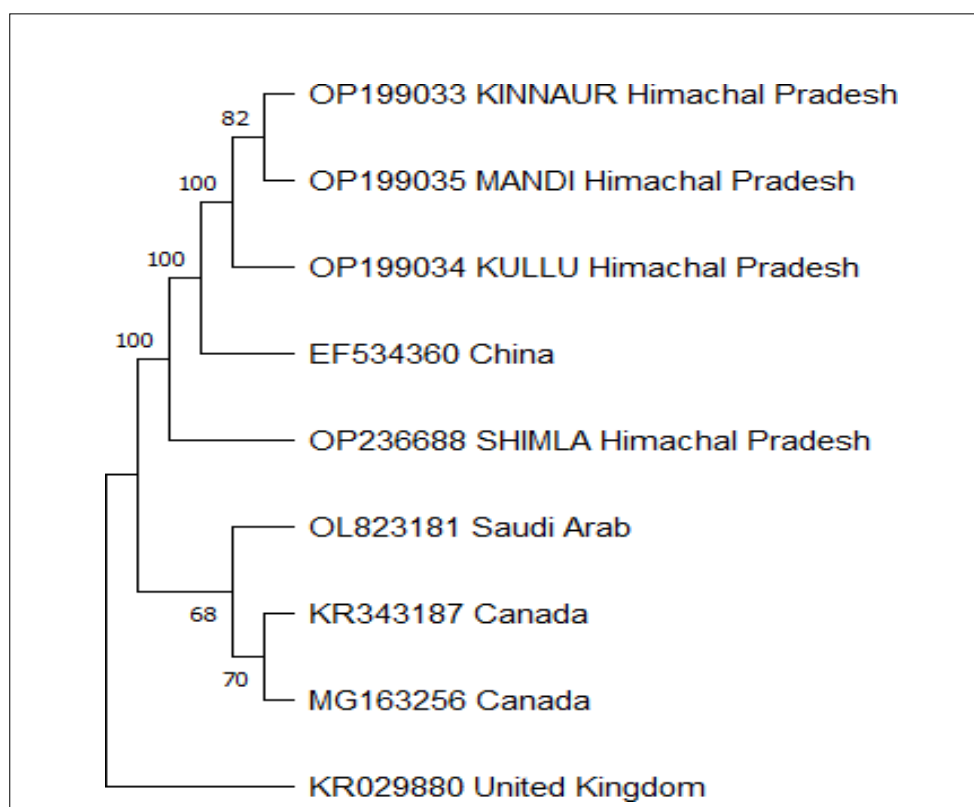 OP199033 KINNAUR Himachal Pradesh
82
OP199035 MANDI Himachal Pradesh
100
OP199034 KULLU Himachal Pradesh
100
EF534360 China
100
OP236688 SHIMLA Himachal Pradesh
OL823181 Saudi Arab
68
KR343187 Canada
70
MG163256 Canada
KR029880 United Kingdom